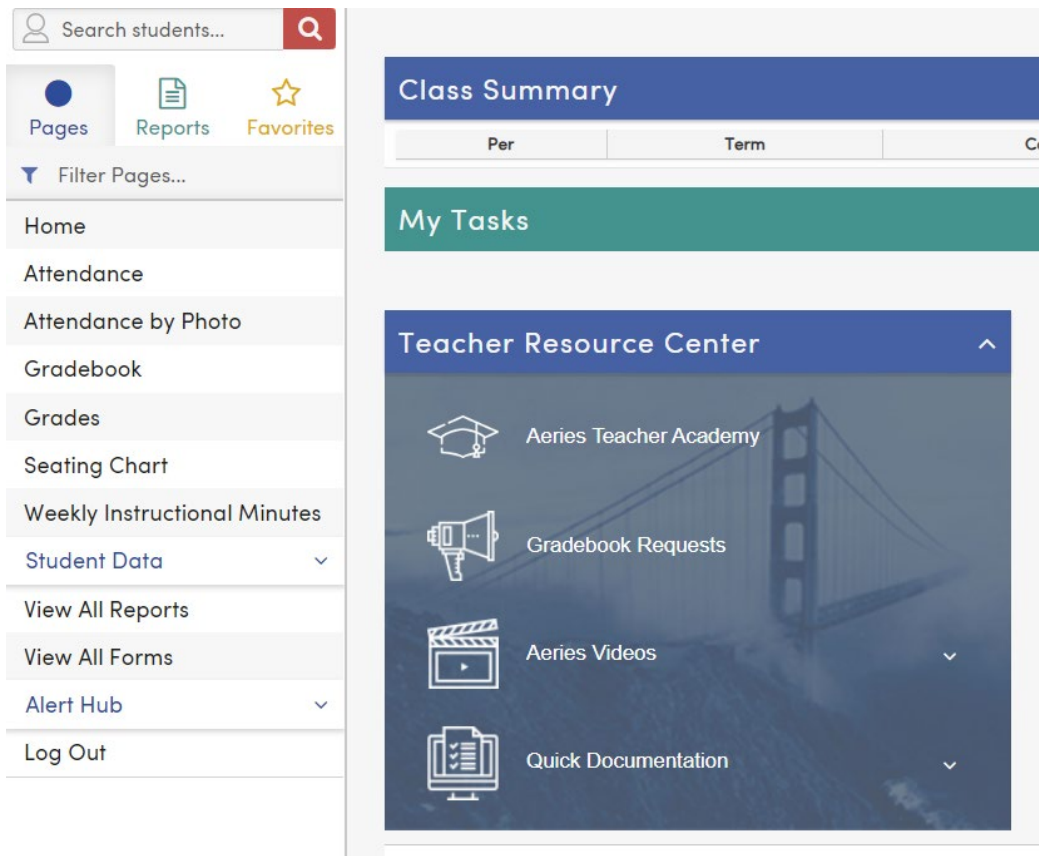 Search students...
Pages
Reports
Favorites
Filter Pages...
Home
Attendance
Attendance by Photo
Gradebook
Grades
Seating Chart
Weekly Instructional Minutes
Student Data
View All Reports
View All Forms
Alert Hub
Log Out
Class Summary
Per Term
My Tasks
Teacher Resource Center
Aeries Teacher Academy
Gradebook Requests
Aeries Videos
Quick Documentation